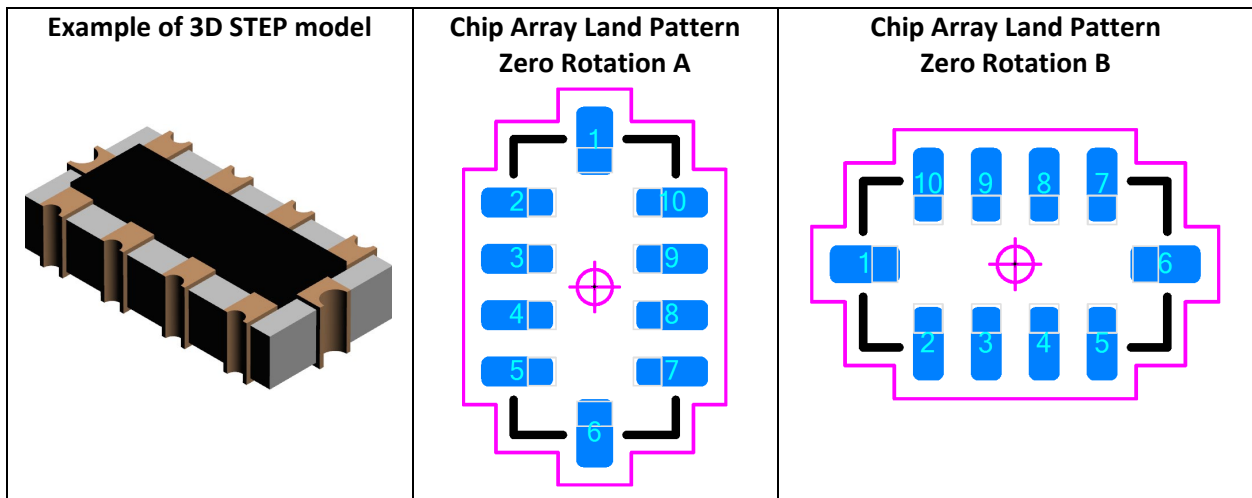 Example of 3D STEP model
Chip Array Land Pattern
Zero Rotation A
1
2 10
3 9
4 8
5 7
6
Chip Array Land Pattern
Zero Rotation B
10 9 8 7
1 6
2 3 4 5